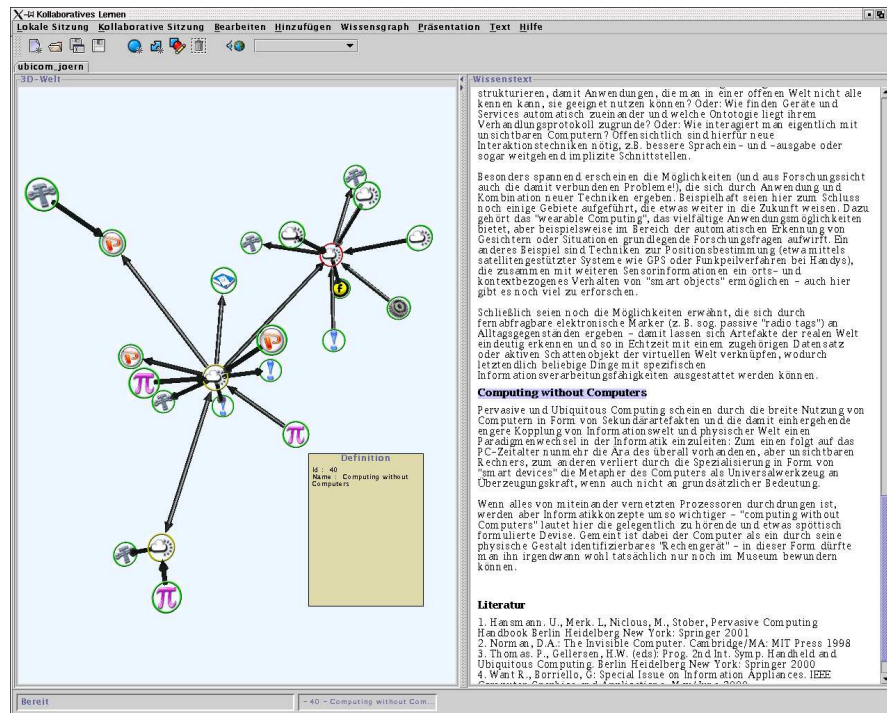 Kollaboratives Lernen
Lokale Sitzung Kollaborative Sitzung Bearbeiten Hinzufügen Wissensgraph Präsentation Text Hilfe
ubicom_joern
3D-Welt
P
f
P
P
π
π
π
Definition
Id : 40
Name : Computing without
Computers
Wissenstext
strukturieren, damit Anwendungen, die man in einer offenen Welt nicht alle
kennen kann, sie geeignet nutzen können? Oder: Wie finden Geräte und
Services automatisch zueinander und welche Ontotogie liegt ihrem
Verhandlungsprotokoll zugrunde? Oder: Wie interagiert man eigentlich mit
unsichtbaren Computern? Offensichtlich sind hierfür neue
Interaktionstechniken nötig, z.B. bessere Sprachein- und -ausgabe oder
sogar weitgehend implizite Schnittstellen.
Besonders spannend erscheinen die Möglichkeiten (und aus Forschungssicht
auch die damit verbundenen Probleme!), die sich durch Anwendung und
Kombination neuer Techniken ergeben. Beispielhaft seien hier zum Schluss
noch einige Gebiete aufgeführt, die etwas weiter in die Zukunft weisen. Dazu
gehört das "wearable Computing", das vielfältige Anwendungsmöglichkeiten
bietet, aber beispielsweise im Bereich der automatischen Erkennung von
Gesichtern oder Situationen grundlegende Forschungsfragen aufwirft. Ein
anderes Beispiel sind Techniken zur Positionsbestimmung (etwa mittels
satellitengestützter Systeme wie GPS oder Funkpeilverfahren bei Handys),
die zusammen mit weiteren Sensorinformationen ein orts- und
kontextbezogenes Verhalten von "smart objects" ermöglichen - auch hier
gibt es noch viel zu erforschen.
Schließlich seien noch die Möglichkeiten erwähnt, die sich durch
fernabfragbare elektronische Marker (z. B. sog. passive "radio tags") an
Alltagsgegenständen ergeben - damit lassen sich Artefakte der realen Welt
eindeutig erkennen und so in Echtzeit mit einem zugehörigen Datensatz
oder aktiven Schattenobjekt der virtuellen Welt verknüpfen, wodurch
letztendlich beliebige Dinge mit spezifischen
Informationsverarbeitungsfähigkeiten ausgestattet werden können.
Computing without Computers
Pervasive und Ubiquitous Computing scheinen durch die breite Nutzung von
Computern in Form von Sekundärartefakten und die damit einhergehende
engere Kopplung von Informationswelt und physischer Welt einen
Paradigmenwechsel in der Informatik einzuleiten: Zum einen folgt auf das
PC-Zeitalter nunmehr die Ära des überall vorhandenen, aber unsichtbaren
Rechners, zum anderen verliert durch die Spezialisierung in Form von
"smart devices" die Metapher des Computers als Universalwerkzeug an
Überzeugungskraft, wenn auch nicht an grundsätzlicher Bedeutung.
Wenn alles von miteinander vernetzten Prozessoren durchdrungen ist,
werden aber Informatikkonzepte umso wichtiger - "computing without
Computers" lautet hier die gelegentlich zu hörende und etwas spöttisch
formulierte Devise. Gemeint ist dabei der Computer als ein durch seine
physische Gestalt identifizierbares "Rechengerät" - in dieser Form dürfte
man ihn irgendwann wohl tatsächlich nur noch im Museum bewundern
können.
Literatur
1. Hansmann. U., Merk. L, Niclous, M., Stober, Pervasive Computing
Handbook Berlin Heidelberg New York: Springer 2001
2. Norman, D.A.: The Invisible Computer. Cambridge/MA: MIT Press 1998
3. Thomas. P., Gellersen, H.W. (eds): Prog. 2nd Int. Symp. Handheld and
Ubiquitous Computing. Berlin Heidelberg New York: Springer 2000
4. Want R., Borriello, G: Special Issue on Information Appliances. IEEE
Bereit
- 40 - Computing without Com...